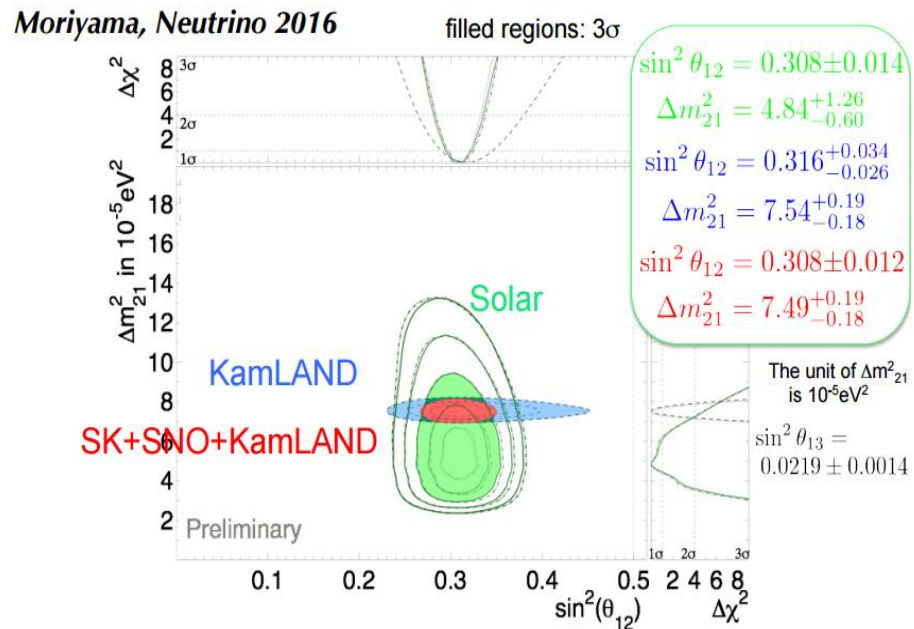 Moriyama, Neutrino 2016
filled regions: 3σ
sin² θ₁₂ = 0.308±0.014
Δm²₂₁ = 4.84+1.26−0.60
sin² θ₁₂ = 0.316+0.034−0.026
Δm²₂₁ = 7.54+0.19−0.18
sin² θ₁₂ = 0.308±0.012
Δm²₂₁ = 7.49+0.19−0.18
Δχ²
8
6
4
2
3σ
2σ
1σ
Δm²₂₁ in 10⁻⁵eV²
18
16
14
12
10
8
6
4
2
Solar
KamLAND
SK+SNO+KamLAND
Preliminary
The unit of Δm²₂₁
is 10⁻⁵eV²
sin² θ₁₃ =
0.0219 ± 0.0014
1σ 2σ 3σ
0.1 0.2 0.3 0.4 0.5
sin²(θ₁₂)
2 4 6 8
Δχ²